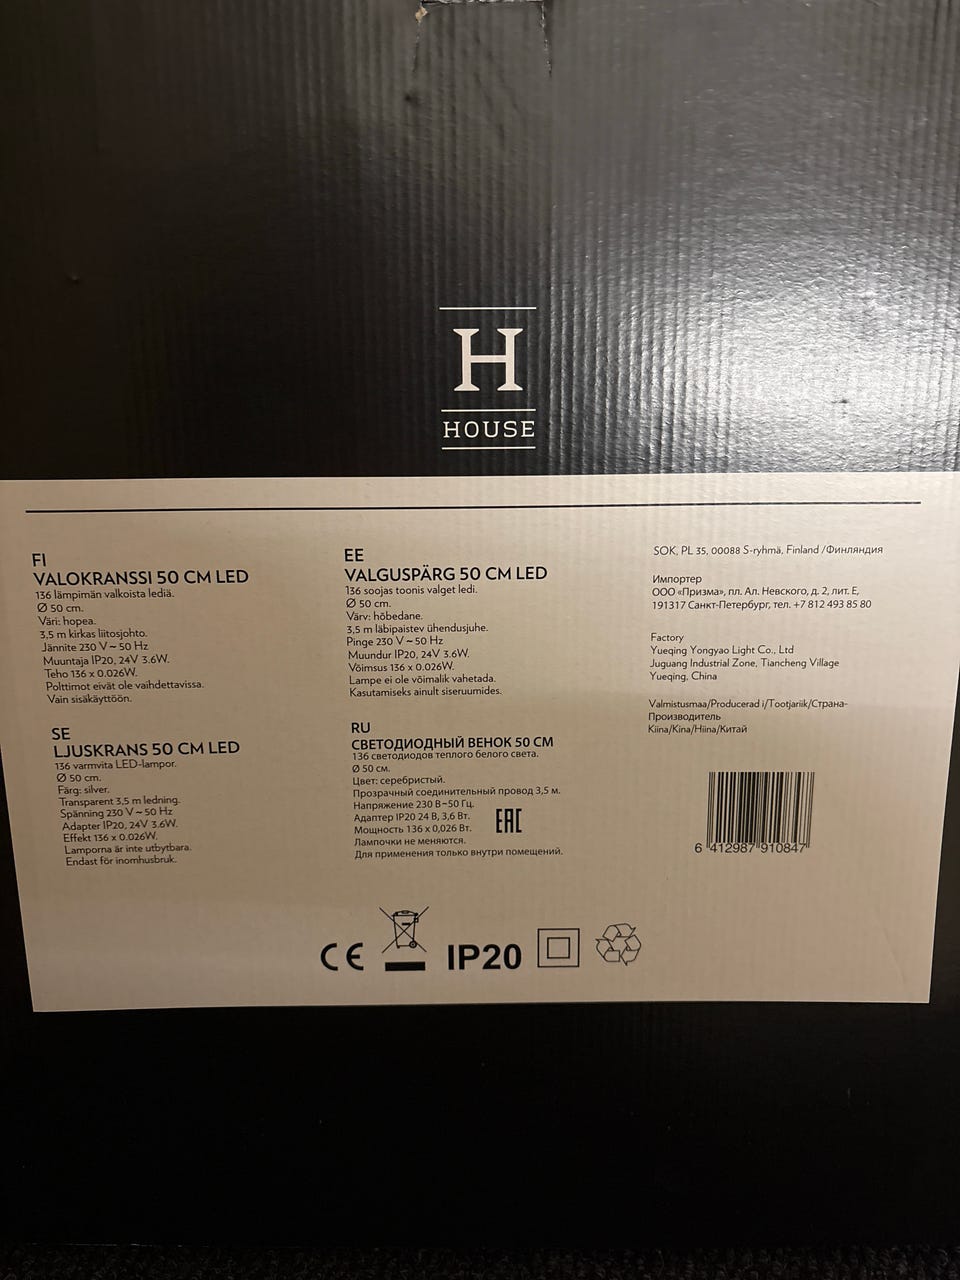 H
HOUSE
FI
VALOKRANSSI 50 CM LED
136 lämpimän valkoista lediä.
Ø 50 cm.
Väri: hopea.
3,5 m kirkas liitosjohto.
Jännite 230 V ~ 50 Hz
Muuntaja IP20, 24V 3.6W.
Teho 136 x 0.026W.
Polttimot eivät ole vaihdettavissa.
Vain sisäkäyttöön.
SE
LJUSKRANS 50 CM LED
136 varmvita LED-lampor.
Ø 50 cm.
Färg: silver.
Transparent 3,5 m ledning.
Spänning 230 V ~ 50 Hz
Adapter IP20, 24V 3.6W.
Effekt 136 x 0.026W.
Lamporna är inte utbytbara.
Endast för inomhusbruk.
EE
VALGUSPÄRG 50 CM LED
136 soojas toonis valget ledi.
Ø 50 cm.
Värv: hõbedane.
3,5 m läbipaistev ühendusjuhe.
Pinge 230 V ~ 50 Hz
Muundur IP20, 24V 3.6W.
Võimsus 136 x 0.026W.
Lampe ei ole võimalik vahetada.
Kasutamiseks ainult siseruumides.
RU
СВЕТОДИОДНЫЙ ВЕНОК 50 СМ
136 светодиодов теплого белого света.
Ø 50 см.
Цвет: серебристый.
Прозрачный соединительный провод 3,5 м.
Напряжение 230 В~50 Гц.
Адаптер IP20 24 В, 3,6 Вт.
Мощность 136 x 0,026 Вт.
Лампочки не меняются.
Для применения только внутри помещений.
EAC
SOK, PL 35, 00088 S-ryhmä, Finland /Финляндия
Импортер
ООО «Призма», пл. Ал. Невского, д. 2, лит. Е,
191317 Санкт-Петербург, тел. +7 812 493 85 80
Factory
Yueqing Yongyao Light Co., Ltd
Juguang Industrial Zone, Tiancheng Village
Yueqing, China
Valmistusmaa/Producerad i/Tootjariik/Страна-
Производитель
Kiina/Kina/Hiina/Китай
6 412987 910847
CE IP20